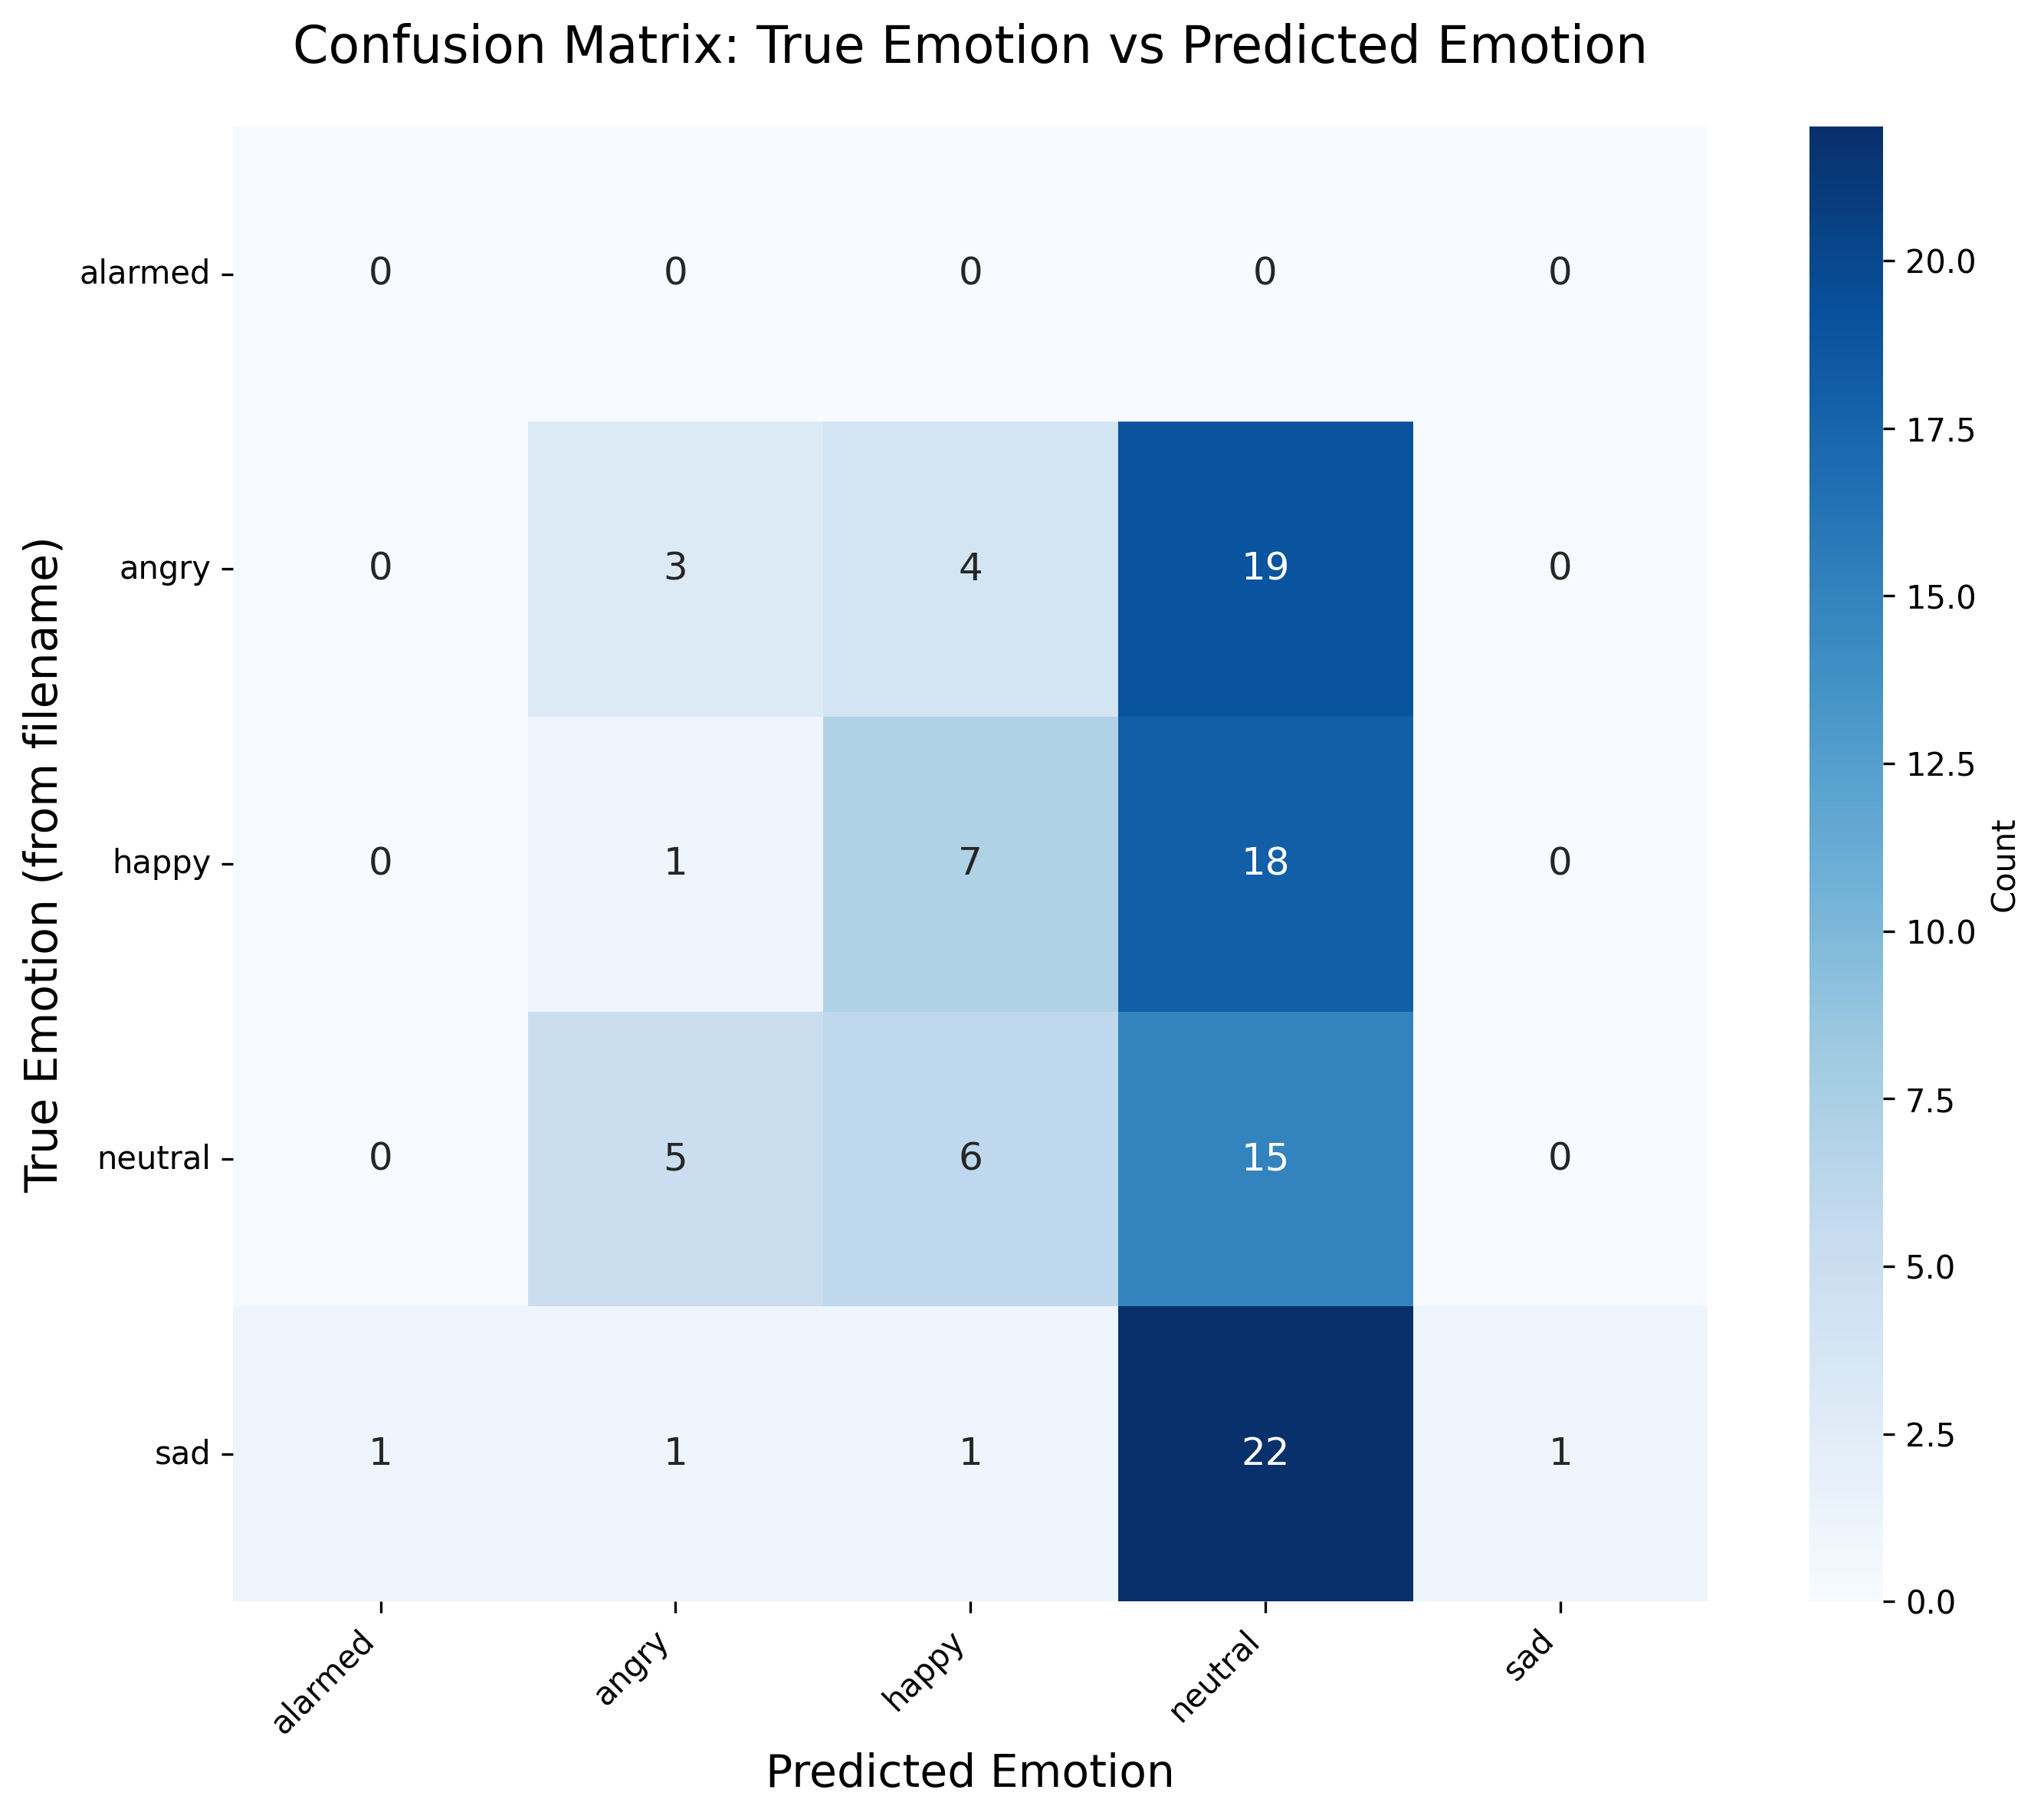 Confusion Matrix: True Emotion vs Predicted Emotion
True Emotion (from filename)
alarmed 0 0 0 0 0
angry 0 3 4 19 0
happy 0 1 7 18 0
neutral 0 5 6 15 0
sad 1 1 1 22 1
alarmed angry happy neutral sad
Predicted Emotion
20.0
17.5
15.0
12.5
10.0
7.5
5.0
2.5
0.0
Count